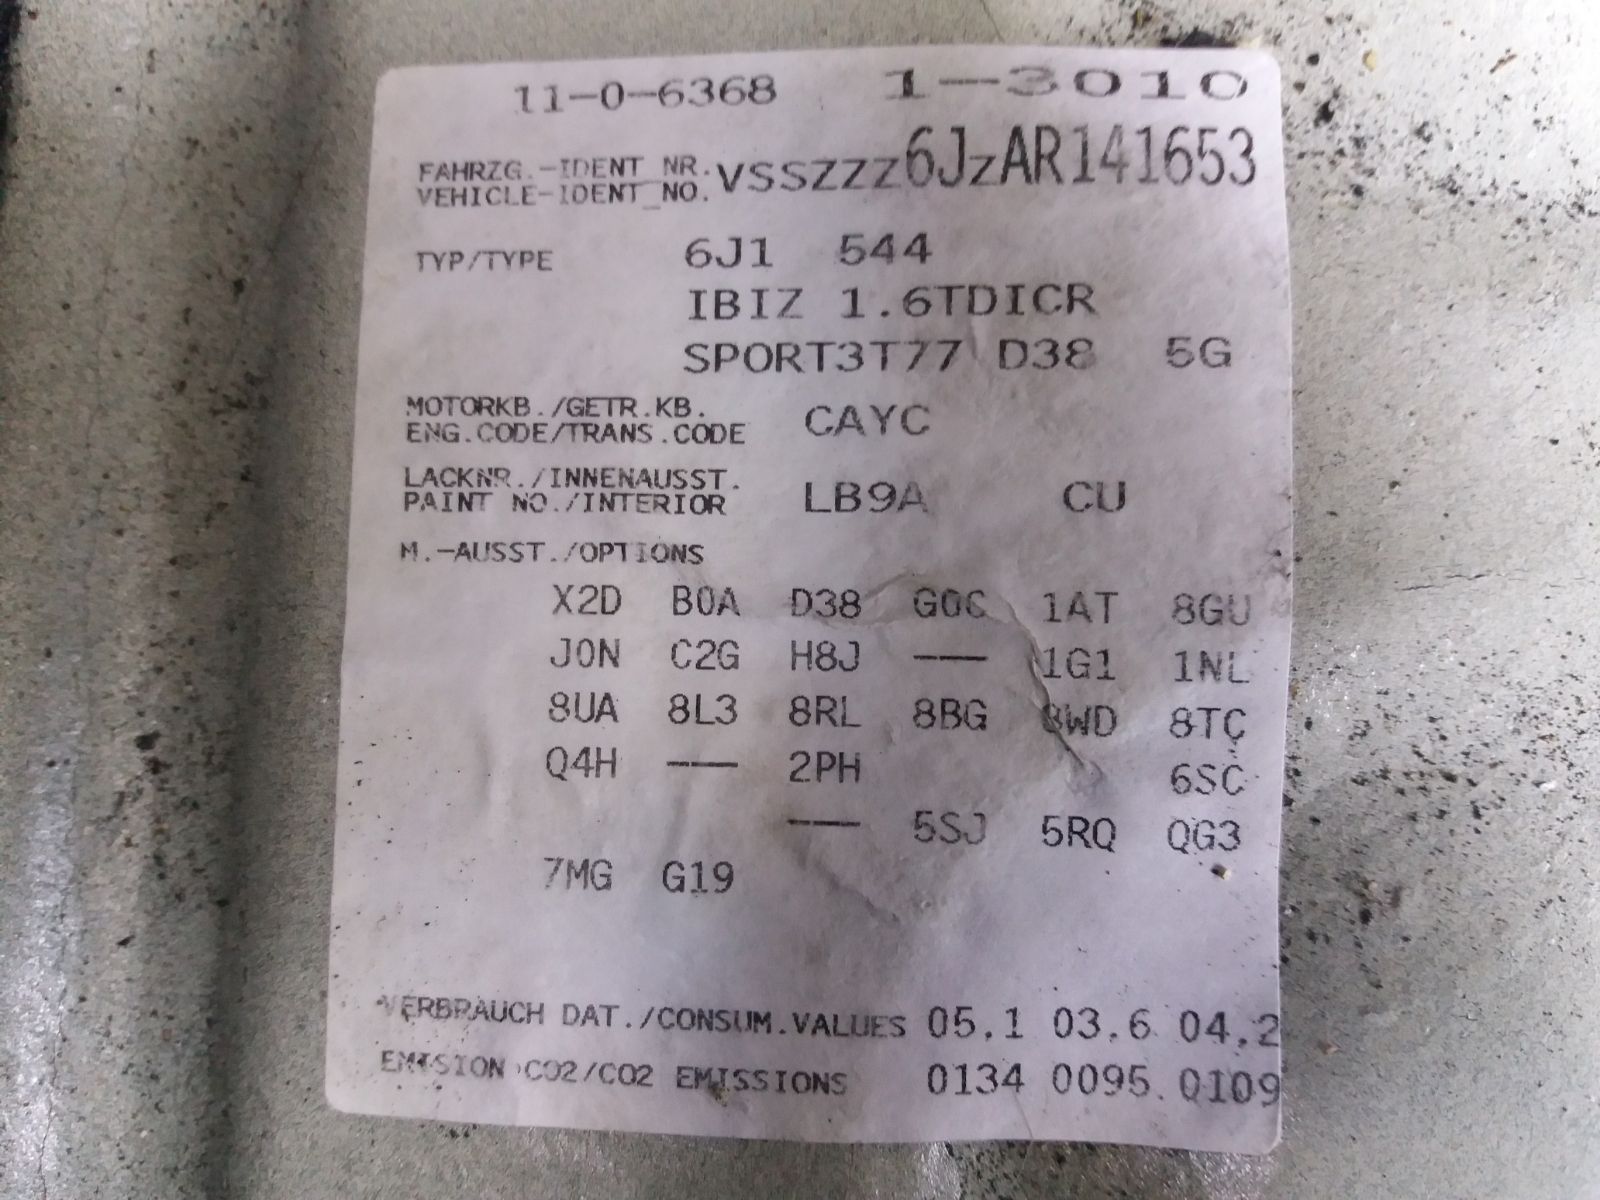 11-0-6368 1-3010
FAHRZG.-IDENT NR.
VEHICLE-IDENT_NO. VSSZZZ6JZAR141653
TYP/TYPE 6J1 544
IBIZ 1.6TDICR
SPORT3T77 D38 5G
MOTORKB./GETR.KB.
ENG.CODE/TRANS.CODE CAYC
LACKNR./INNENAUSST.
PAINT NO./INTERIOR LB9A CU
M.-AUSST./OPTIONS
X2D B0A D38 G0C 1AT 8GU
J0N C2G H8J --- 1G1 1NL
8UA 8L3 8RL 8BG 8WD 8TC
Q4H --- 2PH 6SC
--- 5SJ 5RQ QG3
7MG G19
VERBRAUCH DAT./CONSUM.VALUES 05.1 03.6 04.2
EMISION CO2/CO2 EMISSIONS 0134 0095 0109